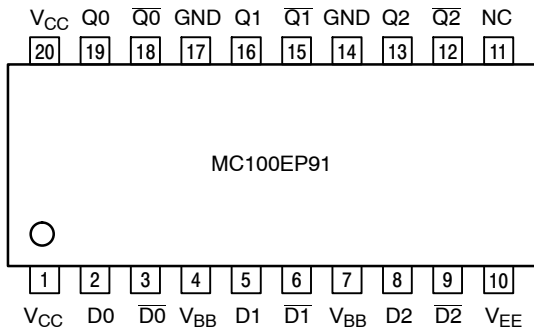 VCC Q0 Q0̅ GND Q1 Q1̅ GND Q2 Q2̅ NC
20 19 18 17 16 15 14 13 12 11
MC100EP91
1 2 3 4 5 6 7 8 9 10
VCC D0 D0̅ VBB D1 D1̅ VBB D2 D2̅ VEE